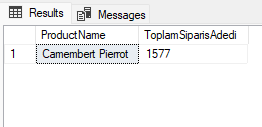 Results Messages
ProductName ToplamSiparisAdedi
1 Camembert Pierrot 1577